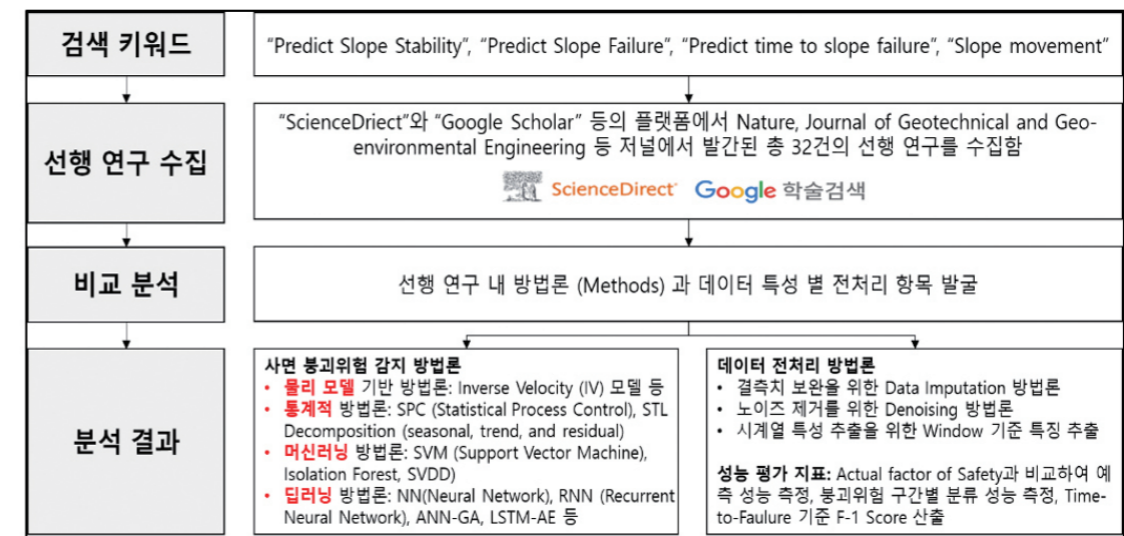 검색 키워드
“Predict Slope Stability”, “Predict Slope Failure”, “Predict time to slope failure”, “Slope movement”
선행 연구 수집
“ScienceDriect”와 “Google Scholar” 등의 플랫폼에서 Nature, Journal of Geotechnical and Geo-
environmental Engineering 등 저널에서 발간된 총 32건의 선행 연구를 수집함
ScienceDirect Google 학술검색
비교 분석
선행 연구 내 방법론 (Methods) 과 데이터 특성 별 전처리 항목 발굴
분석 결과
사면 붕괴위험 감지 방법론
• 물리 모델 기반 방법론: Inverse Velocity (IV) 모델 등
• 통계적 방법론: SPC (Statistical Process Control), STL
Decomposition (seasonal, trend, and residual)
• 머신러닝 방법론: SVM (Support Vector Machine),
Isolation Forest, SVDD)
• 딥러닝 방법론: NN(Neural Network), RNN (Recurrent
Neural Network), ANN-GA, LSTM-AE 등
데이터 전처리 방법론
• 결측치 보완을 위한 Data Imputation 방법론
• 노이즈 제거를 위한 Denoising 방법론
• 시계열 특성 추출을 위한 Window 기준 특징 추출
성능 평가 지표: Actual factor of Safety과 비교하여 예
측 성능 측정, 붕괴위험 구간별 분류 성능 측정, Time-
to-Faulure 기준 F-1 Score 산출